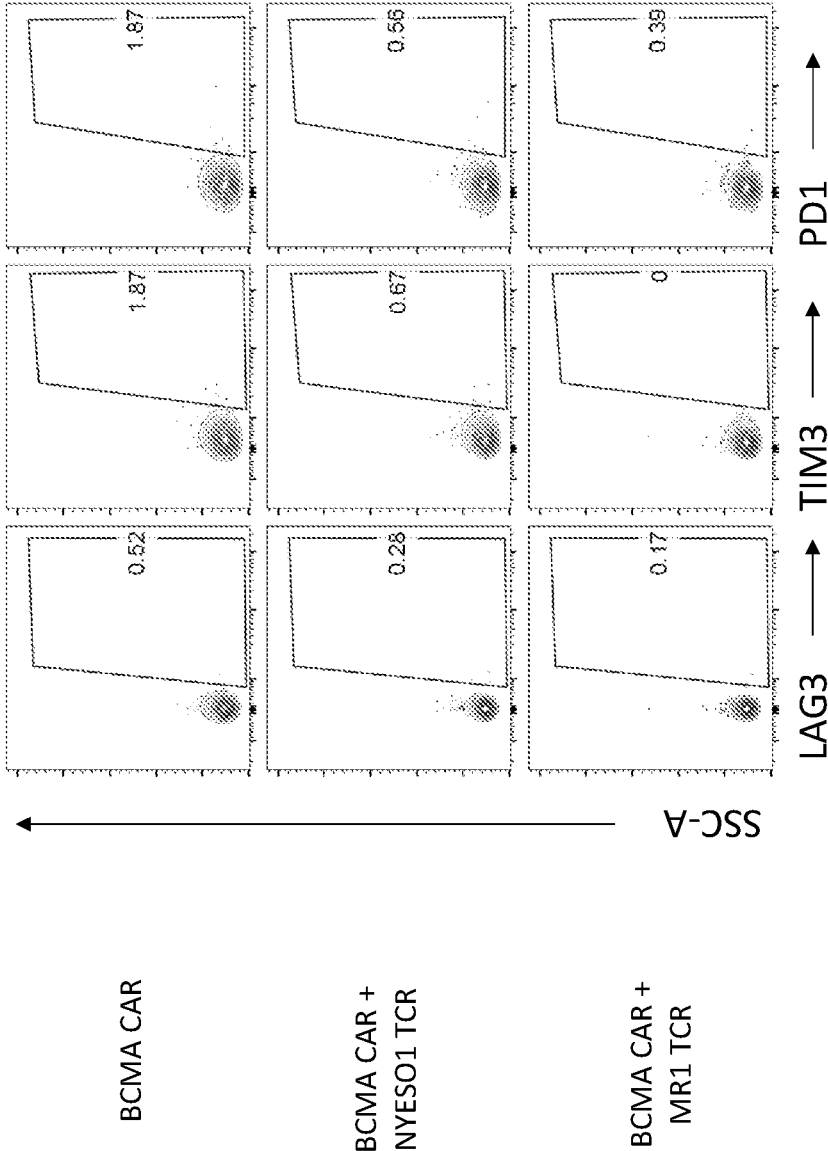 BCMA CAR
0.52
1.87
1.87
BCMA CAR +
NYESO1 TCR
0.28
0.67
0.56
BCMA CAR +
MR1 TCR
0.17
0
0.39
SSC-A
LAG3
TIM3
PD1